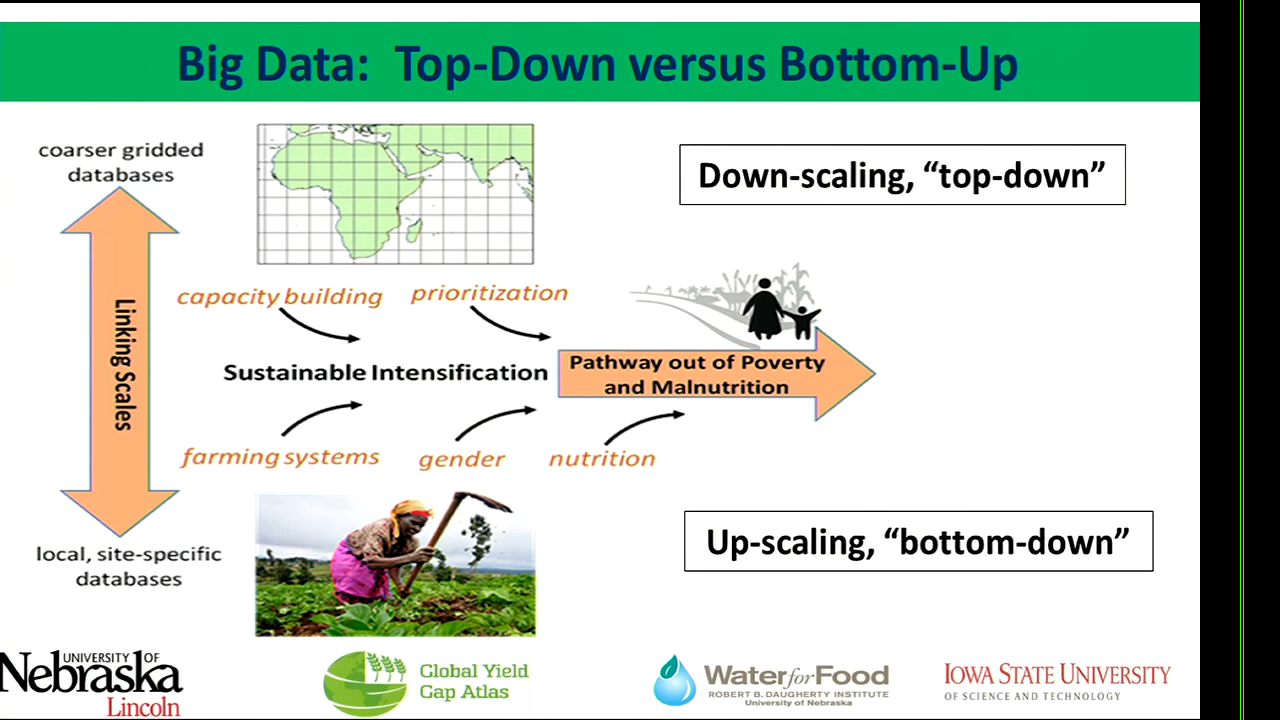 Big Data: Top-Down versus Bottom-Up
coarser gridded
databases
Down-scaling, “top-down”
Linking Scales
capacity building
prioritization
Sustainable Intensification
Pathway out of Poverty
and Malnutrition
farming systems
gender
nutrition
local, site-specific
databases
Up-scaling, “bottom-down”
UNIVERSITY OF
Nebraska
Lincoln
Global Yield
Gap Atlas
Water for Food
ROBERT B. DAUGHERTY INSTITUTE
University of Nebraska
IOWA STATE UNIVERSITY
OF SCIENCE AND TECHNOLOGY